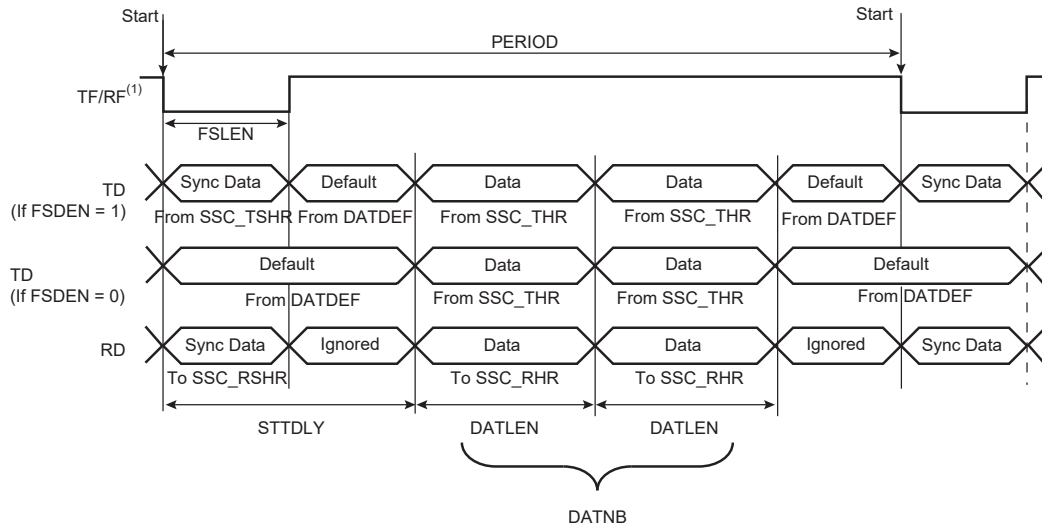 Start
Start
PERIOD
TF/RF(1)
FSLEN
TD
(If FSDEN = 1)
Sync Data
Default
Data
Data
Default
Sync Data
From SSC_TSHR
From DATDEF
From SSC_THR
From SSC_THR
From DATDEF
TD
(If FSDEN = 0)
Default
Data
Data
Default
From DATDEF
From SSC_THR
From SSC_THR
From DATDEF
RD
Sync Data
Ignored
Data
Data
Ignored
Sync Data
To SSC_RSHR
To SSC_RHR
To SSC_RHR
STTDLY
DATLEN
DATLEN
DATNB